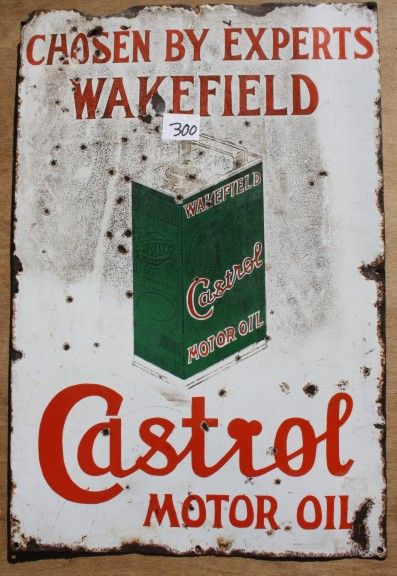 CHOSEN BY EXPERTS
WAKEFIELD
300
WAKEFIELD
Castrol
MOTOR OIL
Castrol
MOTOR OIL